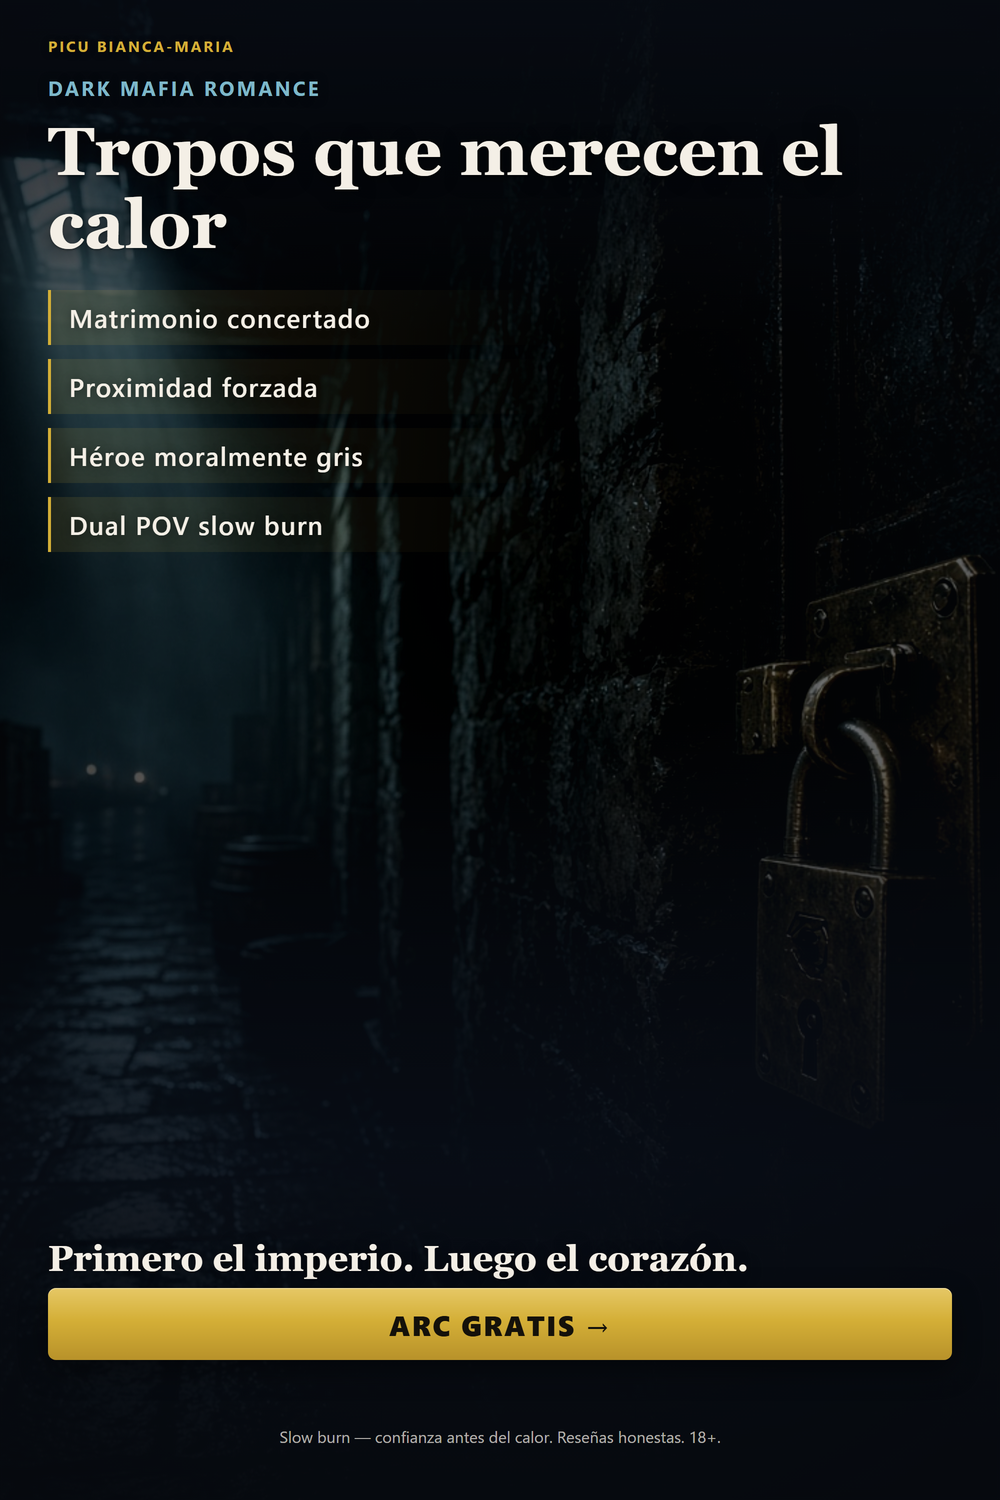 PICU BIANCA-MARIA
DARK MAFIA ROMANCE
Tropos que merecen el
calor
Matrimonio concertado
Proximidad forzada
Héroe moralmente gris
Dual POV slow burn
Primero el imperio. Luego el corazón.
ARC GRATIS →
Slow burn — confianza antes del calor. Reseñas honestas. 18+.